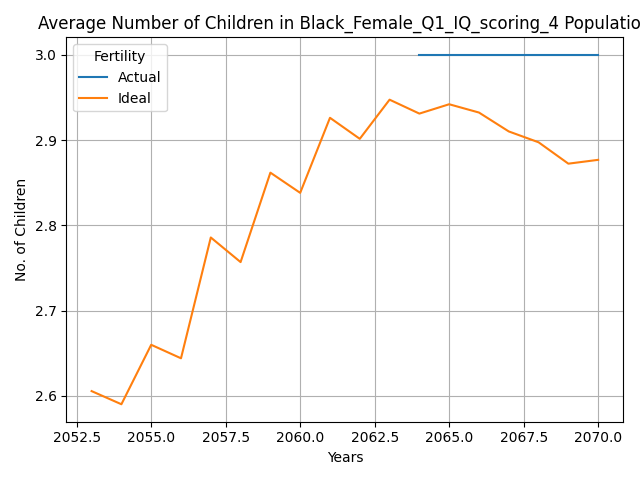 Average Number of Children in Black_Female_Q1_IQ_scoring_4 Populatio
Fertility
Actual
Ideal
3.0
2.9
2.8
2.7
2.6
No. of Children
2052.5 2055.0 2057.5 2060.0 2062.5 2065.0 2067.5 2070.0
Years